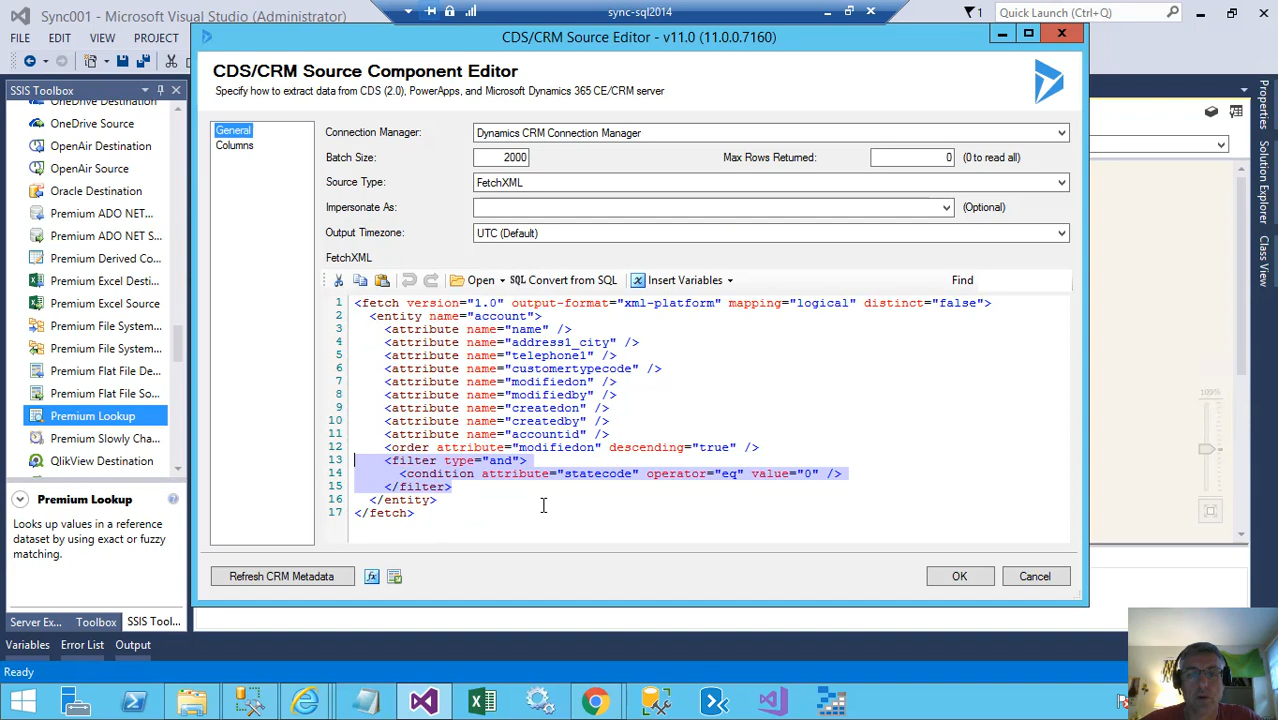 Sync001 - Microsoft Visual Studio (Administrator)
sync-sql2014
1
Quick Launch (Ctrl+Q)
FILE EDIT VIEW PROJECT
CDS/CRM Source Editor - v11.0 (11.0.0.7160)
SSIS Toolbox
OneDrive Destination
OneDrive Source
OpenAir Destination
OpenAir Source
Oracle Destination
Premium ADO NET...
Premium ADO NET S...
Premium Derived Co...
Premium Excel Desti...
Premium Excel Source
Premium File System...
Premium File System...
Premium Flat File De...
Premium Flat File So...
Premium Lookup
Premium Slowly Cha...
QlikView Destination
Premium Lookup
Looks up values in a reference
dataset by using exact or fuzzy
matching.
Server Ex... Toolbox SSIS Tool...
Variables Error List Output
Ready
CDS/CRM Source Component Editor
Specify how to extract data from CDS (2.0), PowerApps, and Microsoft Dynamics 365 CE/CRM server
General
Columns
Connection Manager: Dynamics CRM Connection Manager
Batch Size: 2000 Max Rows Returned: 0 (0 to read all)
Source Type: FetchXML
Impersonate As: (Optional)
Output Timezone: UTC (Default)
FetchXML
Open SQL Convert from SQL Insert Variables Find
1 <fetch version="1.0" output-format="xml-platform" mapping="logical" distinct="false">
2 <entity name="account">
3 <attribute name="name" />
4 <attribute name="address1_city" />
5 <attribute name="telephone1" />
6 <attribute name="customertypecode" />
7 <attribute name="modifiedon" />
8 <attribute name="modifiedby" />
9 <attribute name="createdon" />
10 <attribute name="createdby" />
11 <attribute name="accountid" />
12 <order attribute="modifiedon" descending="true" />
13 <filter type="and">
14 <condition attribute="statecode" operator="eq" value="0" />
15 </filter>
16 </entity>
17 </fetch>
Refresh CRM Metadata fx OK Cancel
Properties
Solution Explorer
Class View
109%